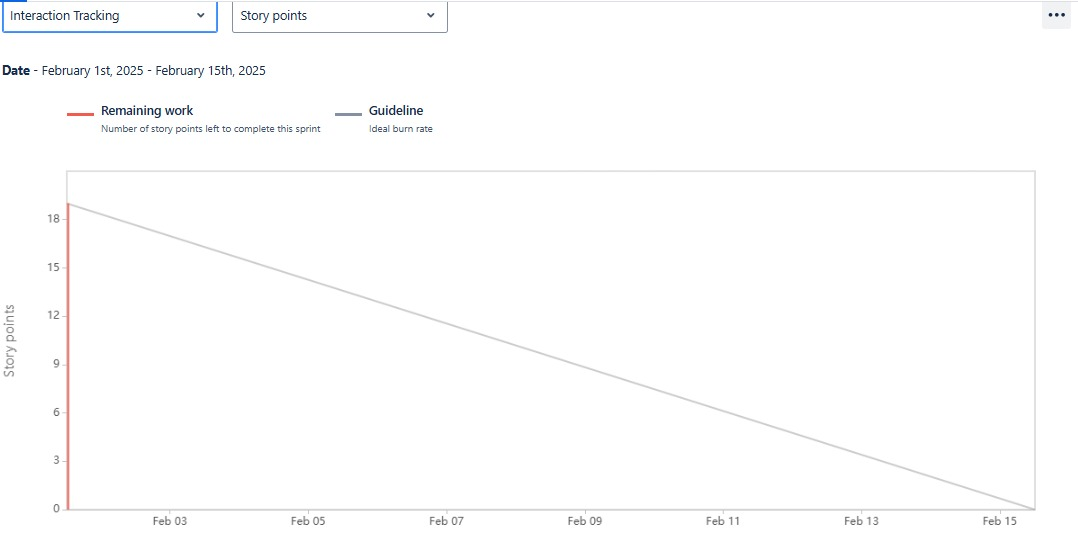 Interaction Tracking Story points
Date - February 1st, 2025 - February 15th, 2025
Remaining work Guideline
Number of story points left to complete this sprint Ideal burn rate
Story points
18
15
12
9
6
3
0
Feb 03 Feb 05 Feb 07 Feb 09 Feb 11 Feb 13 Feb 15